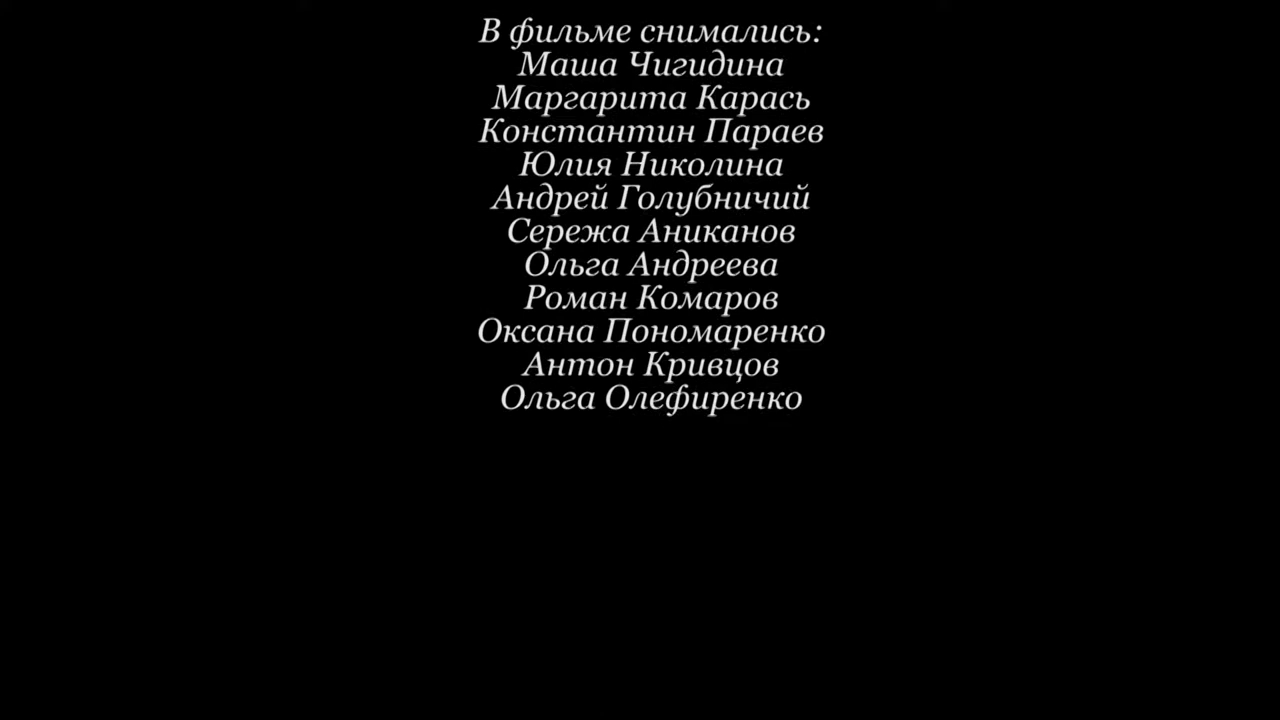 В фильме снимались:
Маша Чигидина
Маргарита Карась
Константин Параев
Юлия Николина
Андрей Голубничий
Сережа Аниканов
Ольга Андреева
Роман Комаров
Оксана Пономаренко
Антон Кривцов
Ольга Олефиренко